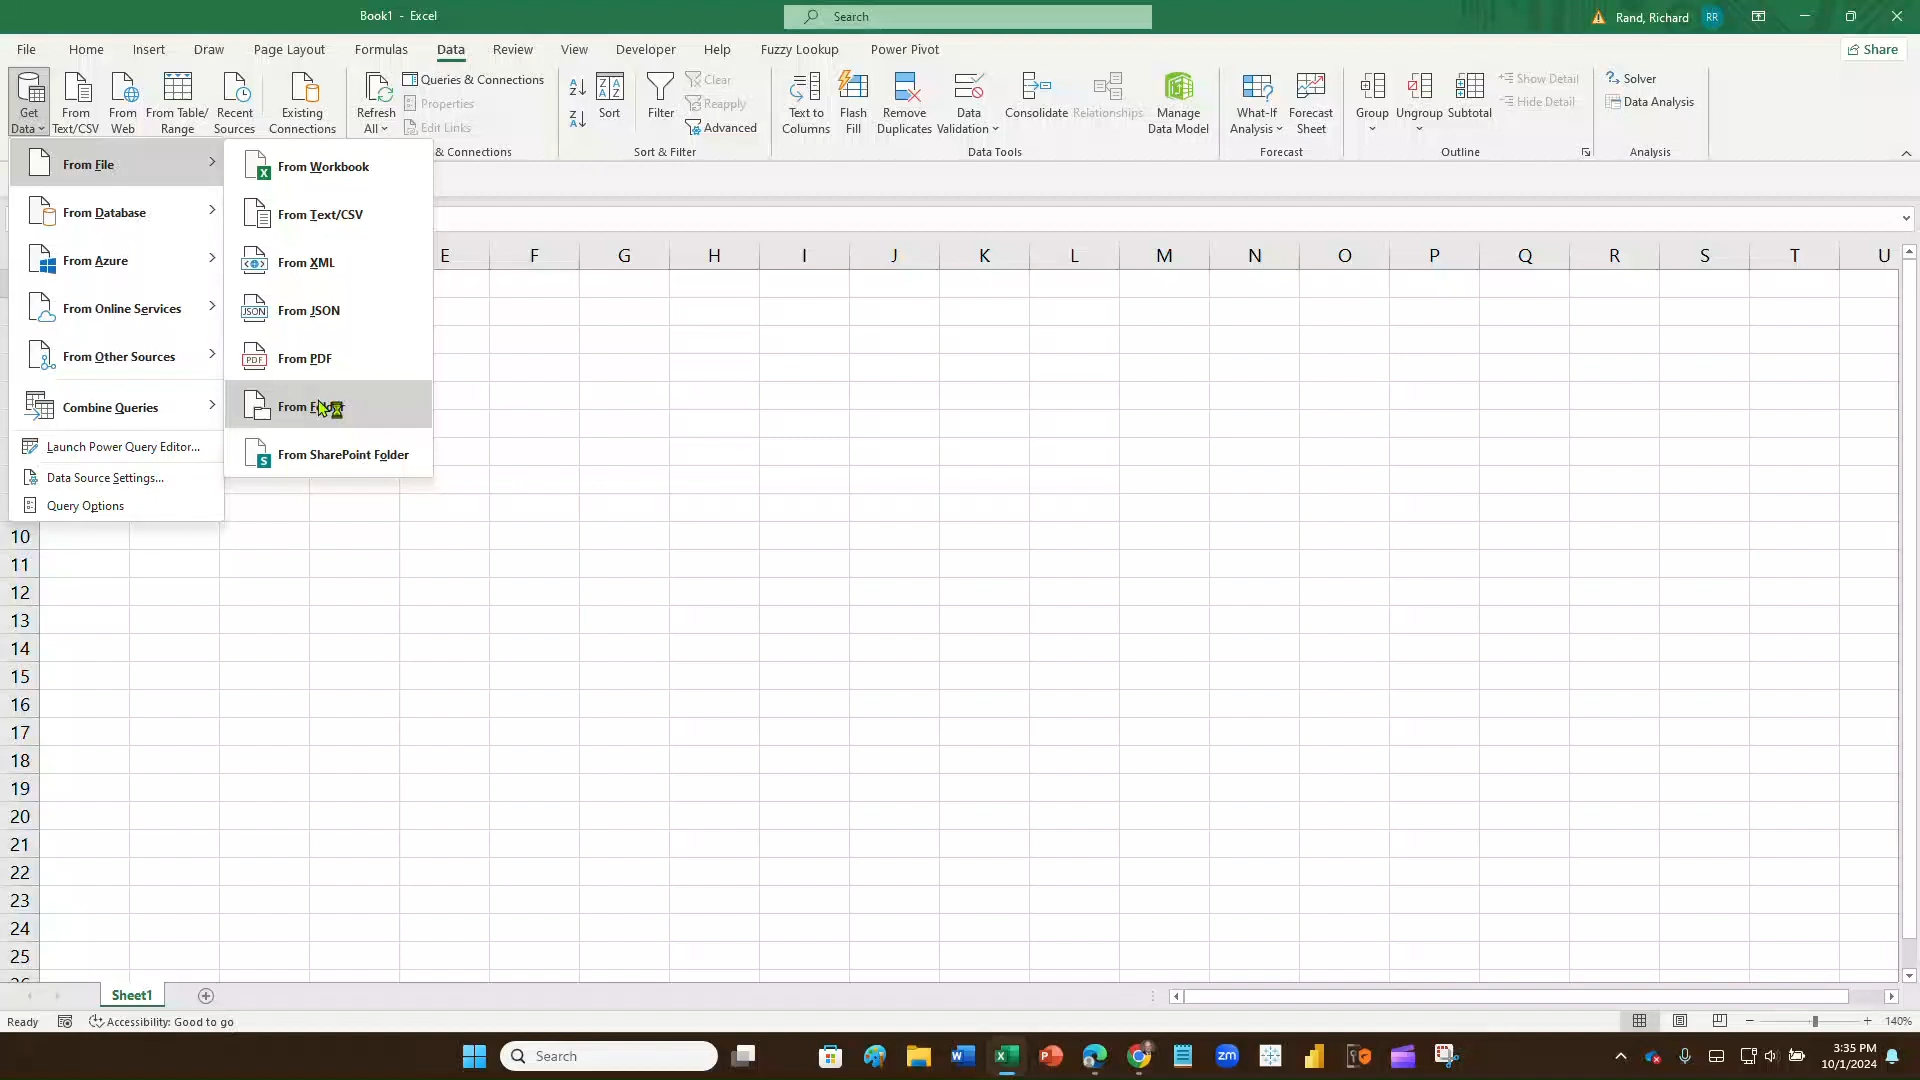 Book1 - Excel
Search
Rand, Richard
RR
File Home Insert Draw Page Layout Formulas Data Review View Developer Help Fuzzy Lookup Power Pivot
Share
Get Data
From Text/CSV
From Web
From Table/ Range
Recent Sources
Existing Connections
Refresh All
Queries & Connections
Properties
Edit Links
& Connections
Sort
Filter
Clear
Reapply
Advanced
Sort & Filter
Text to Columns
Flash Fill
Remove Duplicates
Data Validation
Consolidate
Relationships
Manage Data Model
Data Tools
What-If Analysis
Forecast Sheet
Forecast
Group
Ungroup
Subtotal
Show Detail
Hide Detail
Outline
Solver
Data Analysis
Analysis
From File
From Database
From Azure
From Online Services
From Other Sources
Combine Queries
Launch Power Query Editor...
Data Source Settings...
Query Options
From Workbook
From Text/CSV
From XML
JSON From JSON
PDF From PDF
From Folder
From SharePoint Folder
E F G H I J K L M N O P Q R S T U
10
11
12
13
14
15
16
17
18
19
20
21
22
23
24
25
Sheet1
Ready
Accessibility: Good to go
140%
Search
zm
3:35 PM
10/1/2024